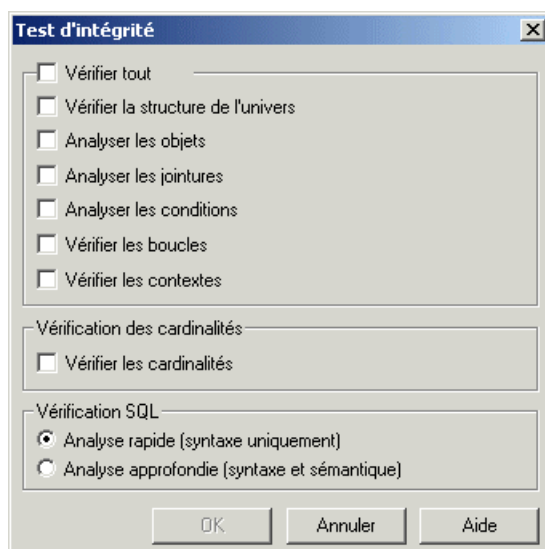 Test d'intégrité
Vérifier tout
Vérifier la structure de l'univers
Analyser les objets
Analyser les jointures
Analyser les conditions
Vérifier les boucles
Vérifier les contextes
Vérification des cardinalités
Vérifier les cardinalités
Vérification SQL
Analyse rapide (syntaxe uniquement)
Analyse approfondie (syntaxe et sémantique)
OK Annuler Aide